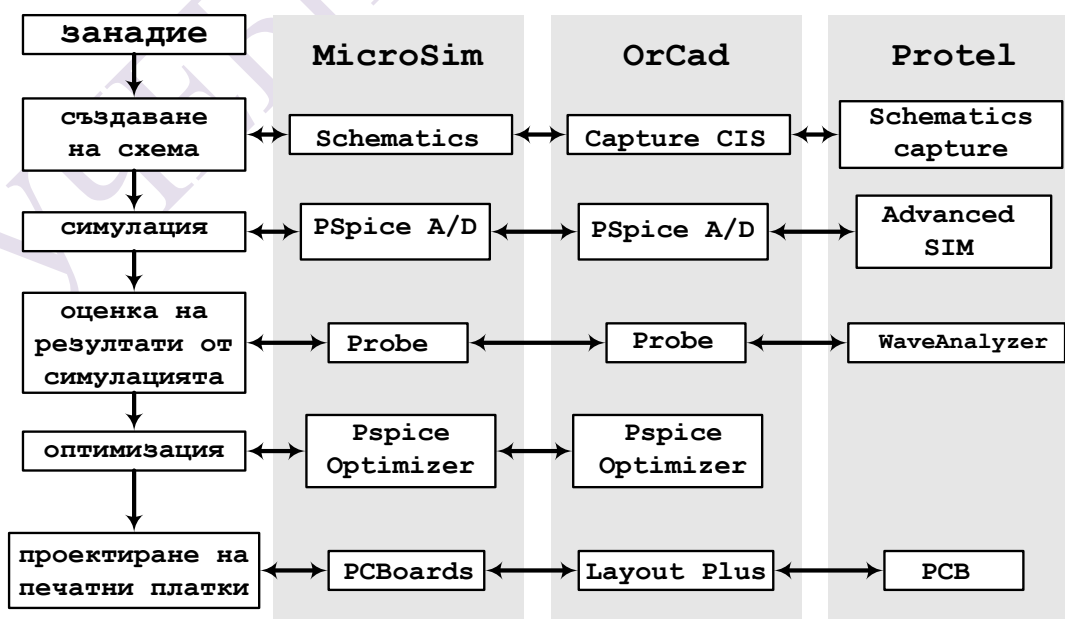 занадие
MicroSim
OrCad
Protel
създаване
на схема
Schematics
Capture CIS
Schematics
capture
симулация
PSpice A/D
PSpice A/D
Advanced
SIM
оценка на
резултати от
симулацията
Probe
Probe
WaveAnalyzer
оптимизация
Pspice
Optimizer
Pspice
Optimizer
проектиране на
печатни платки
PCBoards
Layout Plus
PCB